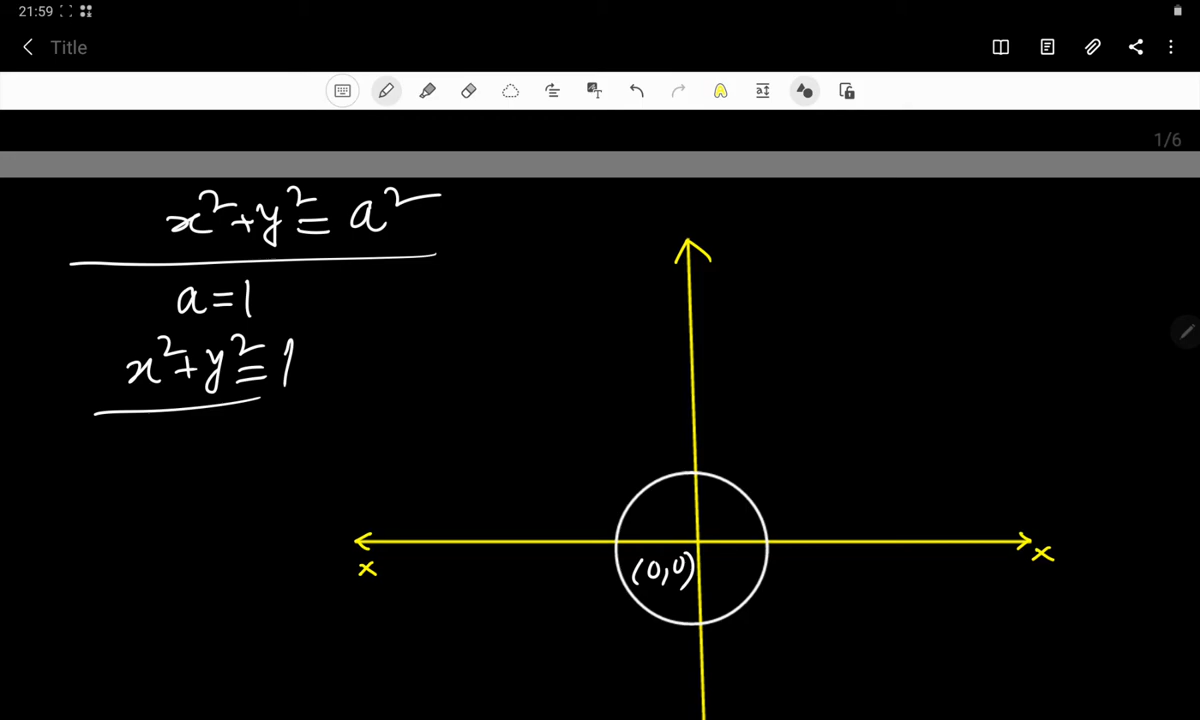 21:59
Title
1/6
x²+y²=a²
a=1
x²+y²=1
(0,0)
x
x